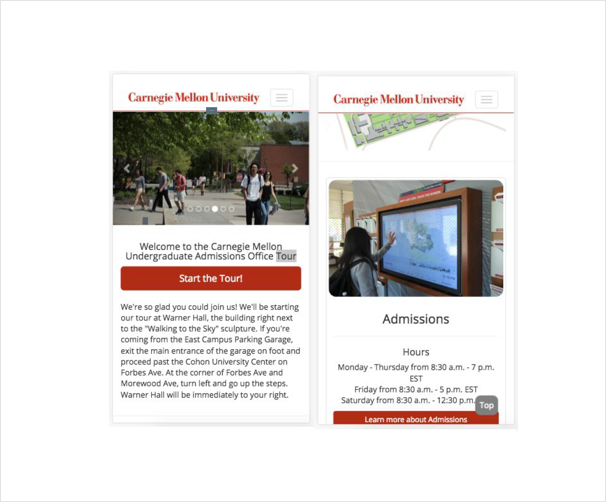 Carnegie Mellon University
Welcome to the Carnegie Mellon
Undergraduate Admissions Office Tour
Start the Tour!
We're so glad you could join us! We'll be starting
our tour at Warner Hall, the building right next
to the "Walking to the Sky" sculpture. If you're
coming from the East Campus Parking Garage,
exit the main entrance of the garage on foot and
proceed past the Cohon University Center on
Forbes Ave. At the corner of Forbes Ave and
Morewood Ave, turn left and go up the steps.
Warner Hall will be immediately to your right.
Carnegie Mellon University
Admissions
Hours
Monday - Thursday from 8:30 a.m. - 7 p.m.
EST
Friday from 8:30 a.m. - 5 p.m. EST
Saturday from 8:30 a.m. - 12:30 p.m.
Top
Learn more about Admissions